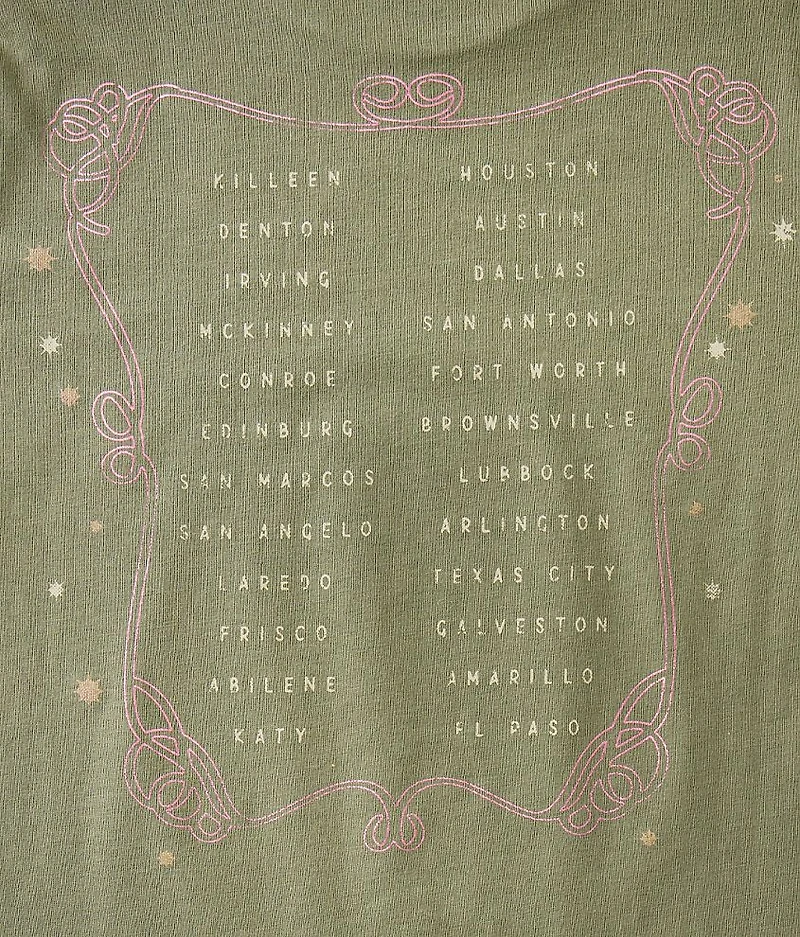 KILLEEN
DENTON
IRVING
MCKINNEY
CONROE
EDINBURG
SAN MARCOS
SAN ANGELO
LAREDO
FRISCO
ABILENE
KATY
HOUSTON
AUSTIN
DALLAS
SAN ANTONIO
FORT WORTH
BROWNSVILLE
LUBBOCK
ARLINGTON
TEXAS CITY
GALVESTON
AMARILLO
EL PASO